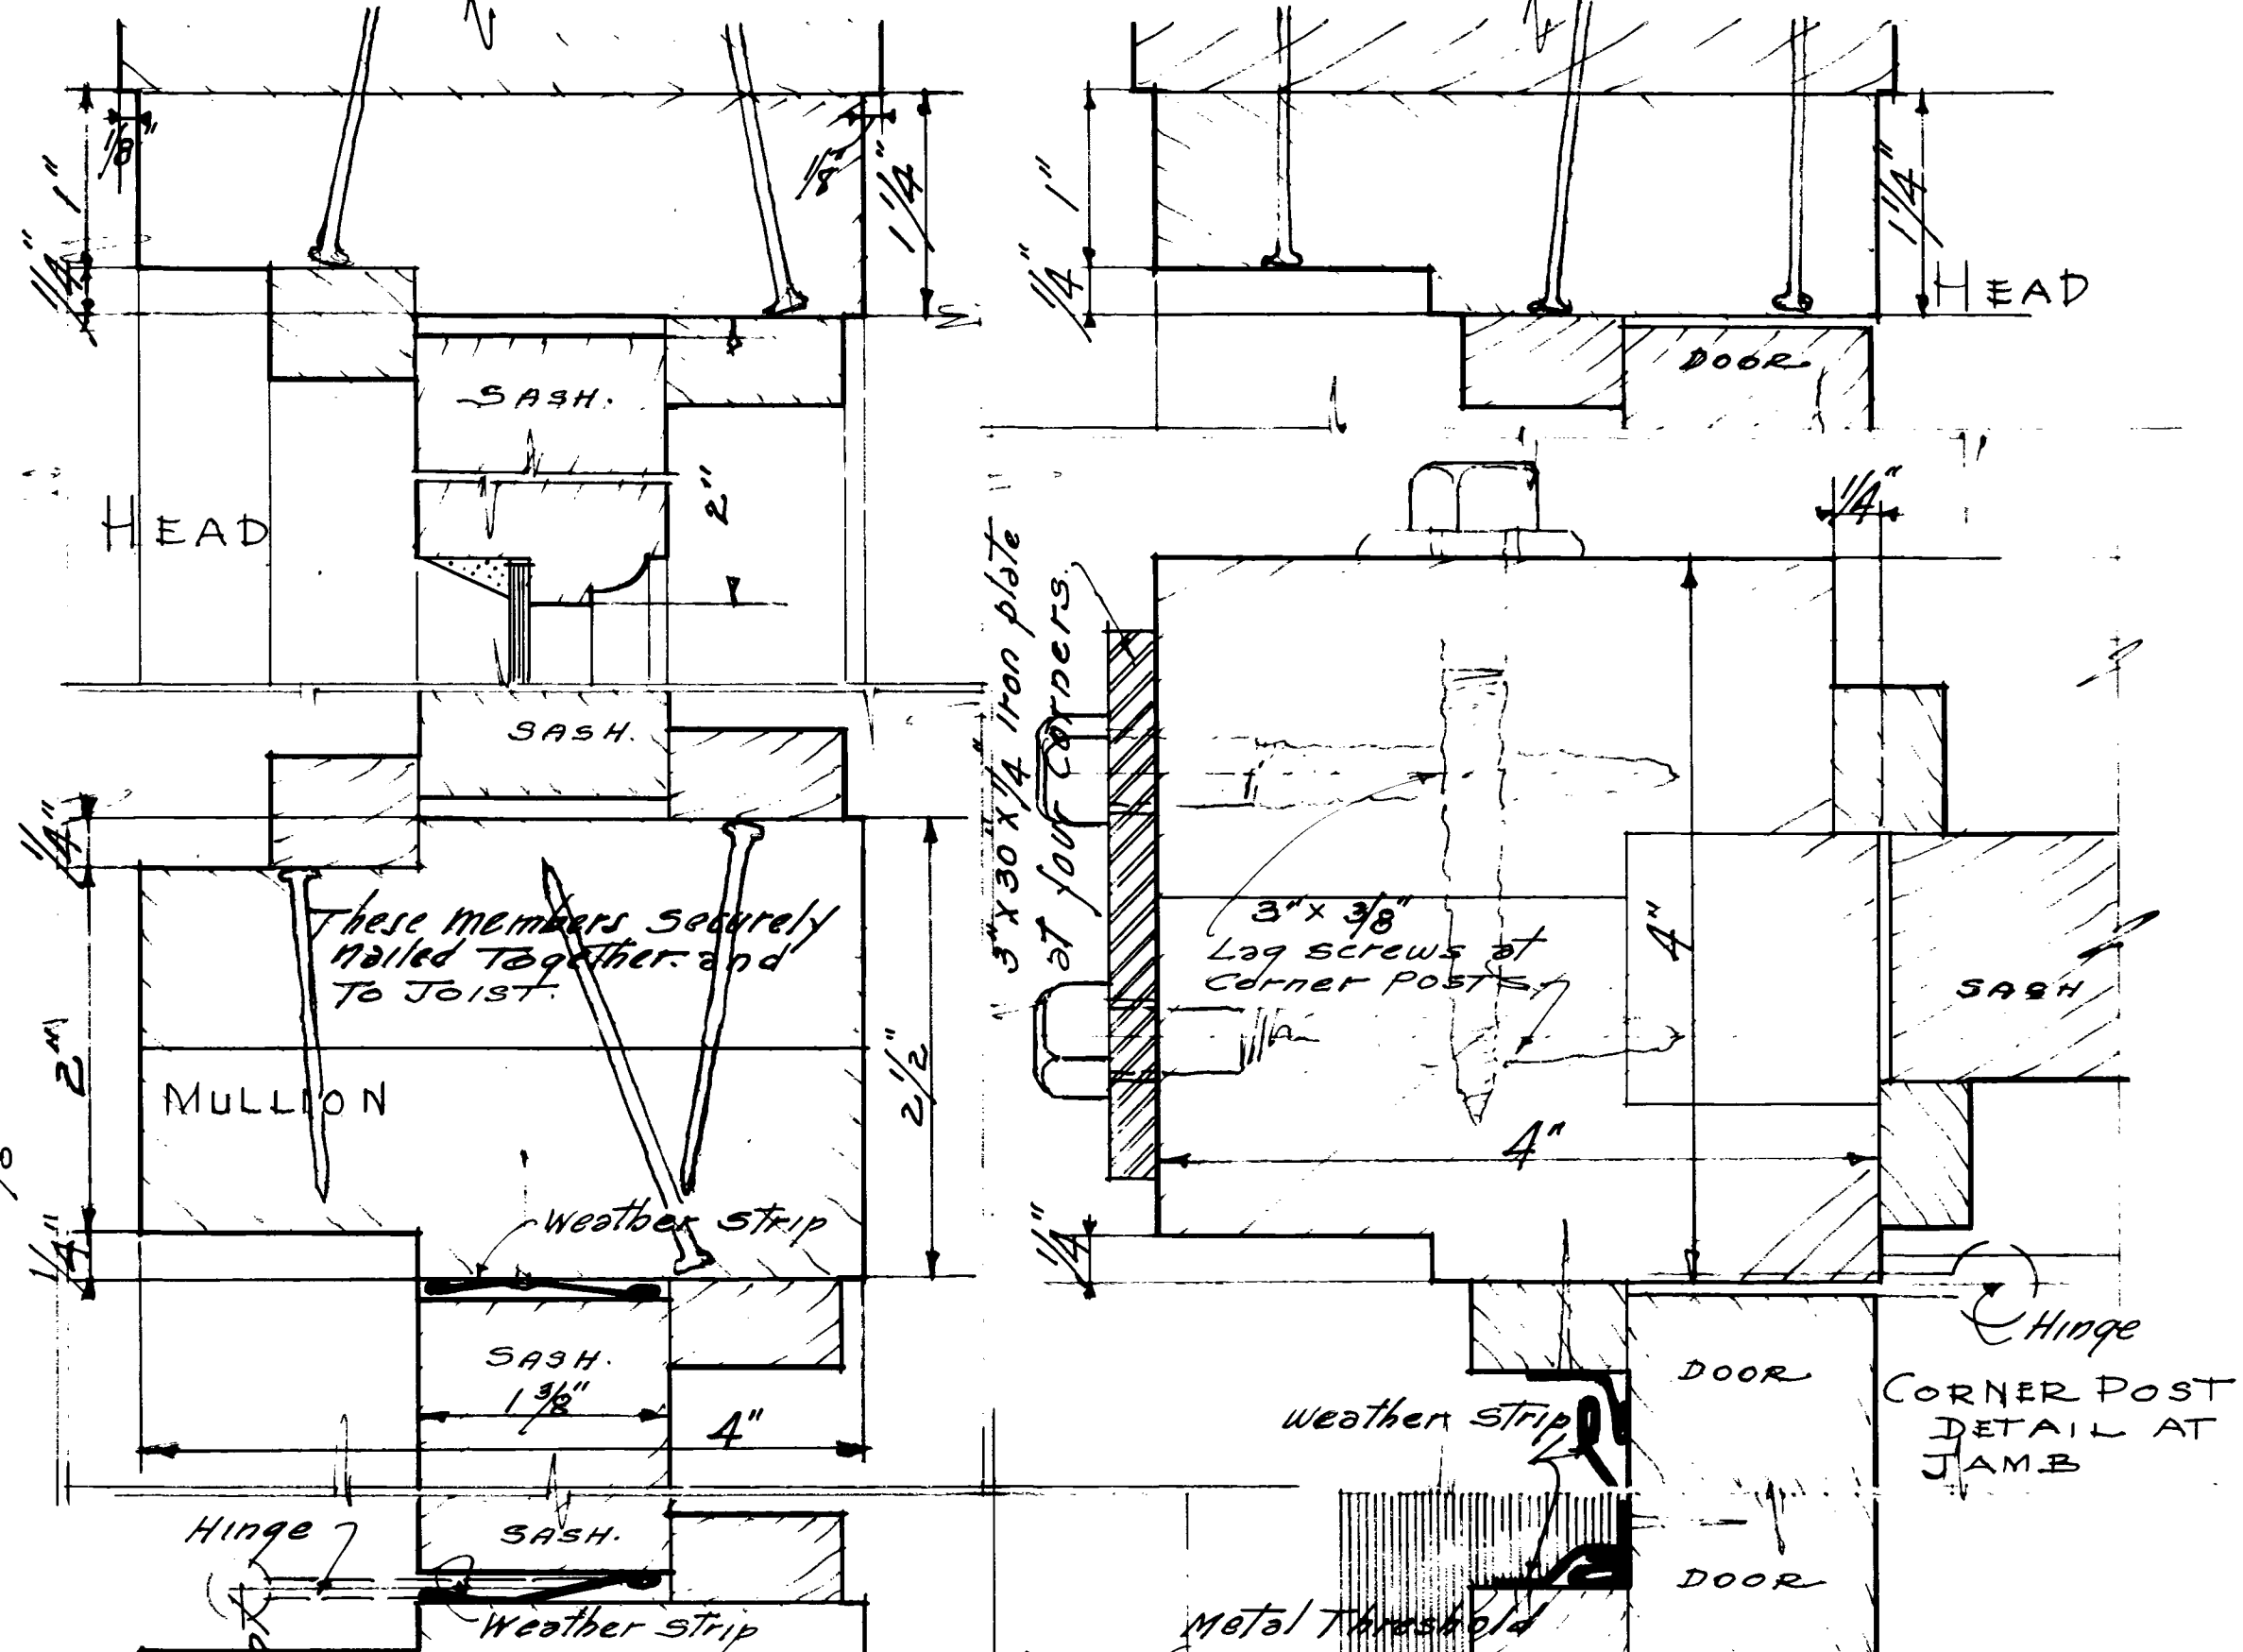 1"
1/8"
1/8"
1 1/4"
1/4"
HEAD
SASH.
2"
1"
1/4"
1 1/4"
HEAD
DOOR
SASH.
1/4"
These members securely
nailed together and
to Joist.
2"
MULLION
2 1/2"
Weather strip
1/4"
SASH.
1 3/8"
4"
Hinge
SASH.
Weather strip
3" x 30" x 1/4" iron plate
at four corners.
1/4"
3" x 3/8"
Lag screws at
Corner Posts.
4"
SASH
4"
1/4"
Hinge
DOOR
CORNER POST
DETAIL AT
JAMB
Weather strip
DOOR
Metal Threshold